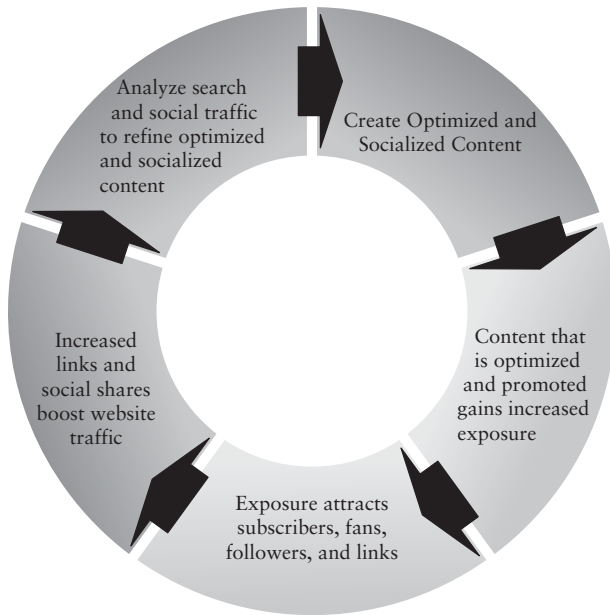 Create Optimized and
Socialized Content
Content that
is optimized
and promoted
gains increased
exposure
Exposure attracts
subscribers, fans,
followers, and links
Increased
links and
social shares
boost website
traffic
Analyze search
and social traffic
to refine optimized
and socialized
content